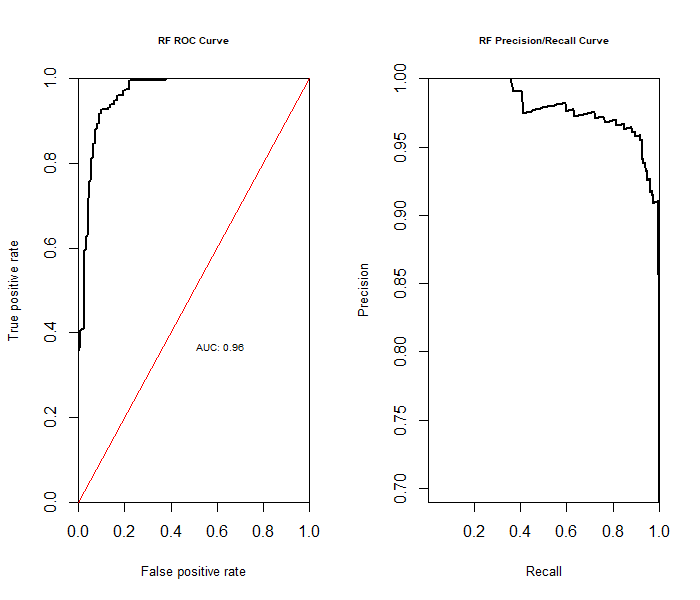 RF ROC Curve
True positive rate
1.0
0.8
0.6
0.4
0.2
0.0
AUC: 0.96
0.0 0.2 0.4 0.6 0.8 1.0
False positive rate
RF Precision/Recall Curve
Precision
1.00
0.95
0.90
0.85
0.80
0.75
0.70
0.2 0.4 0.6 0.8 1.0
Recall